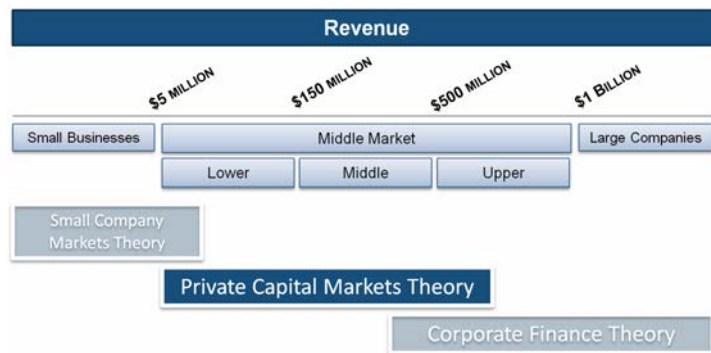 Revenue
$5 MILLION
$150 MILLION
$500 MILLION
$1 BILLION
Small Businesses
Middle Market
Large Companies
Lower
Middle
Upper
Small Company
Markets Theory
Private Capital Markets Theory
Corporate Finance Theory